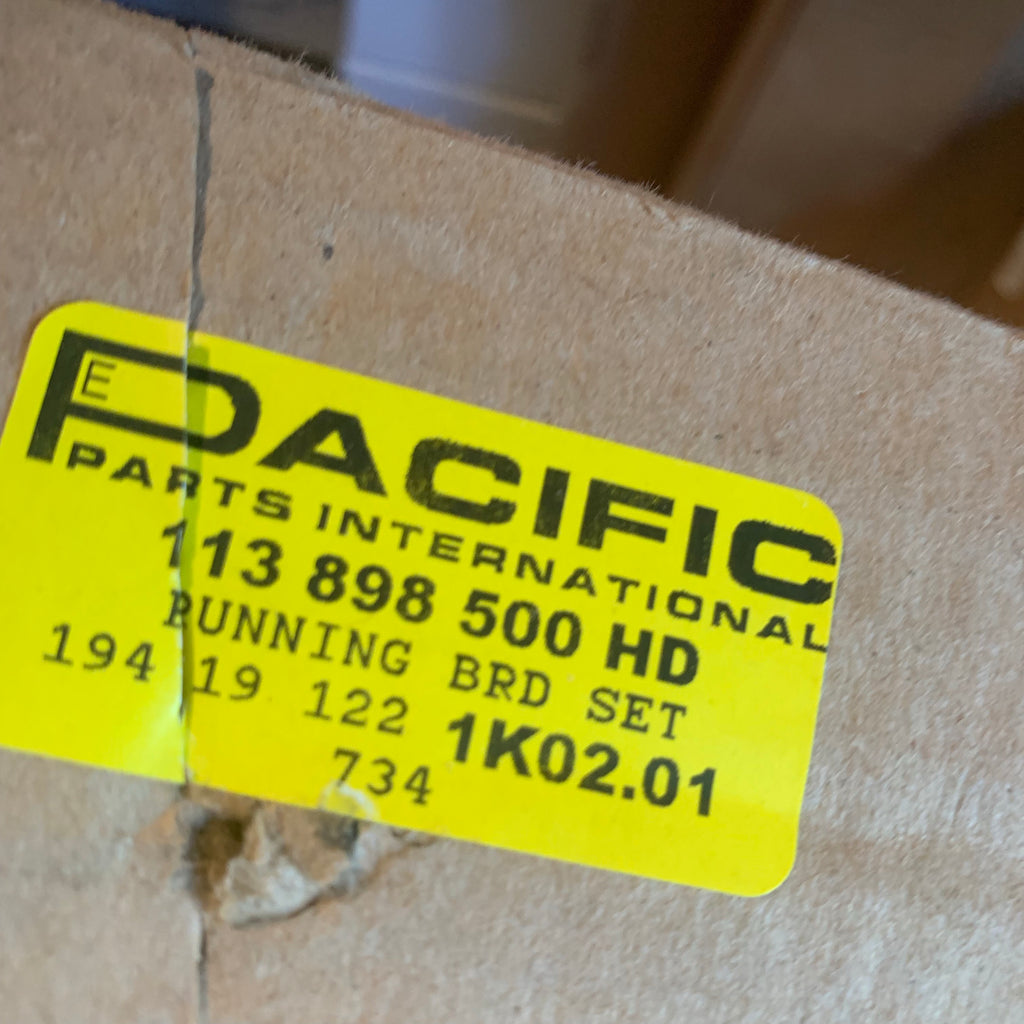 E
PACIFIC
PARTS INTERNATIONAL
113 898 500 HD
RUNNING BRD SET
194 19 122 1K02.01
734